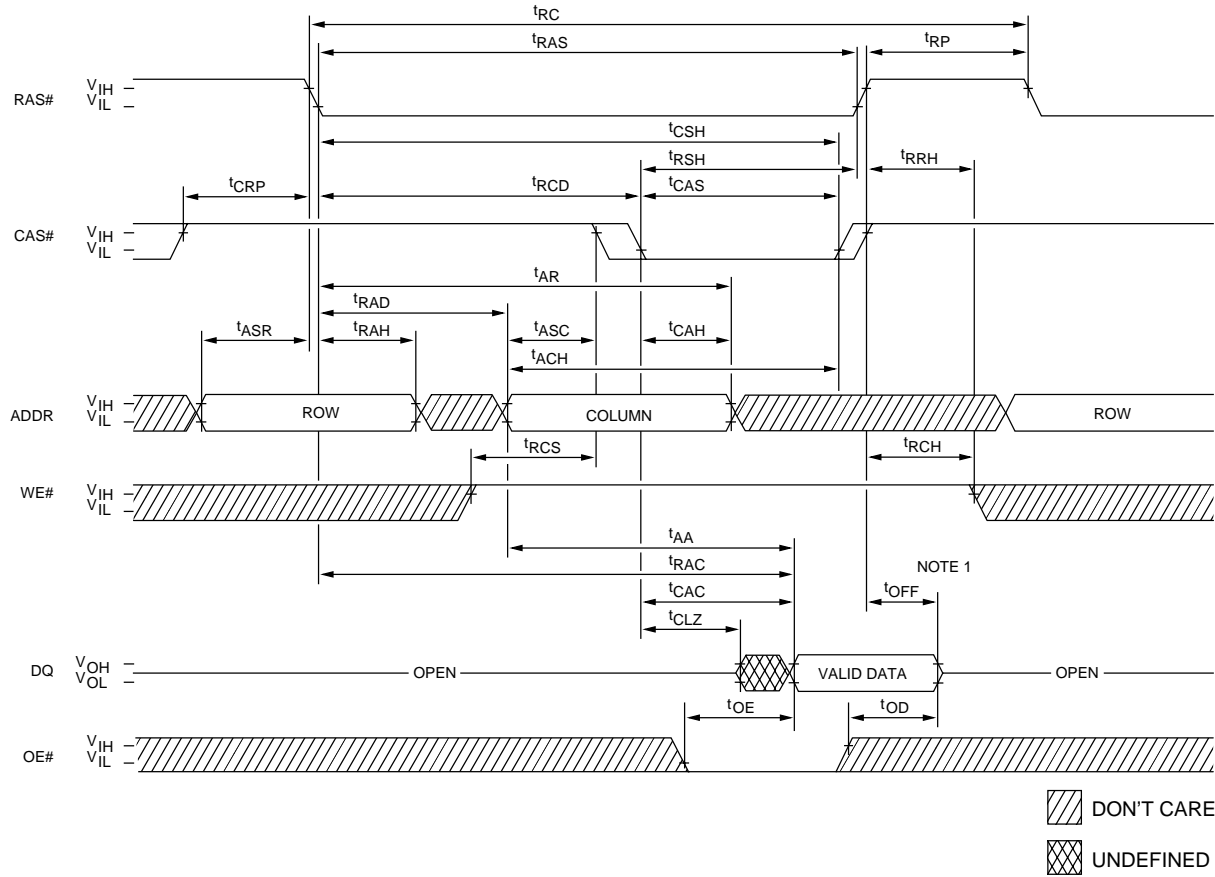 tRC
tRAS
tRP
RAS#
VIH
VIL
tCSH
tRSH
tRRH
tCRP
tRCD
tCAS
CAS#
VIH
VIL
tAR
tRAD
tASR
tRAH
tASC
tCAH
tACH
ADDR
VIH
VIL
ROW
COLUMN
ROW
tRCS
tRCH
WE#
VIH
VIL
tAA
tRAC
NOTE 1
tCAC
tOFF
tCLZ
DQ
VOH
VOL
OPEN
VALID DATA
OPEN
tOE
tOD
OE#
VIH
VIL
DON'T CARE
UNDEFINED